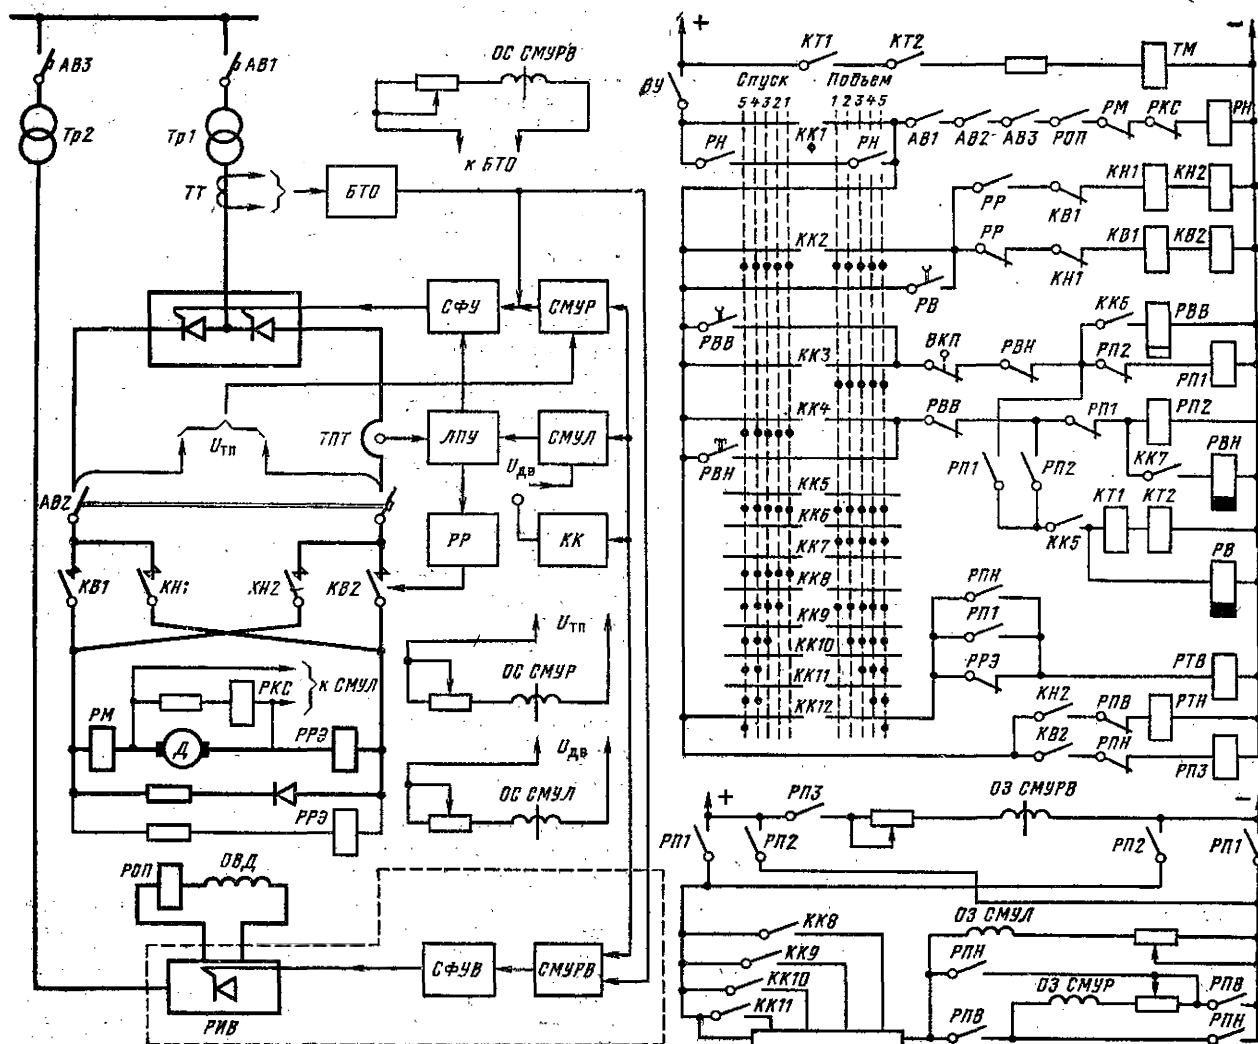 АВ3
АВ1
Тр2
Тр1
ТТ
ОС СМУРВ
к БТО
БТО
СФУ
СМУР
ТПТ
ЛПУ
СМУЛ
Uтп
Uдв
АВ2
РР
КК
КВ1
КН1
КН2
КВ2
Uтп
ОС СМУР
РКС
к СМУЛ
РМ
Д
РРЭ
Uдв
ОС СМУЛ
РРЭ
РОП
ОВД
СФУВ
СМУРВ
РИВ
+
-
КТ1
КТ2
ТМ
ВУ
Спуск
Подъем
5 4 3 2 1
1 2 3 4 5
КК1
АВ1
АВ2
АВ3
РОП
РМ
РКС
РН
РН
РН
РР
КВ1
КН1
КН2
КК2
РР
КН1
КВ1
КВ2
РВ
РВВ
КК3
ВКП
РВН
КК6
РВВ
РП2
РП1
КК4
РВВ
РП1
РП2
РВН
РП1
РП2
КК7
РВН
КК5
КК6
КК5
КТ1
КТ2
КК7
РВ
КК8
КК9
КК10
КК11
КК12
РПН
РП1
РРЭ
РТВ
КН2
РПВ
РТН
КВ2
РПН
РП3
+
-
РП3
ОЗ СМУРВ
РП1
РП2
РП2
РП1
КК8
КК9
КК10
КК11
ОЗ СМУЛ
РПН
ОЗ СМУР
РПВ
РПВ
РПН